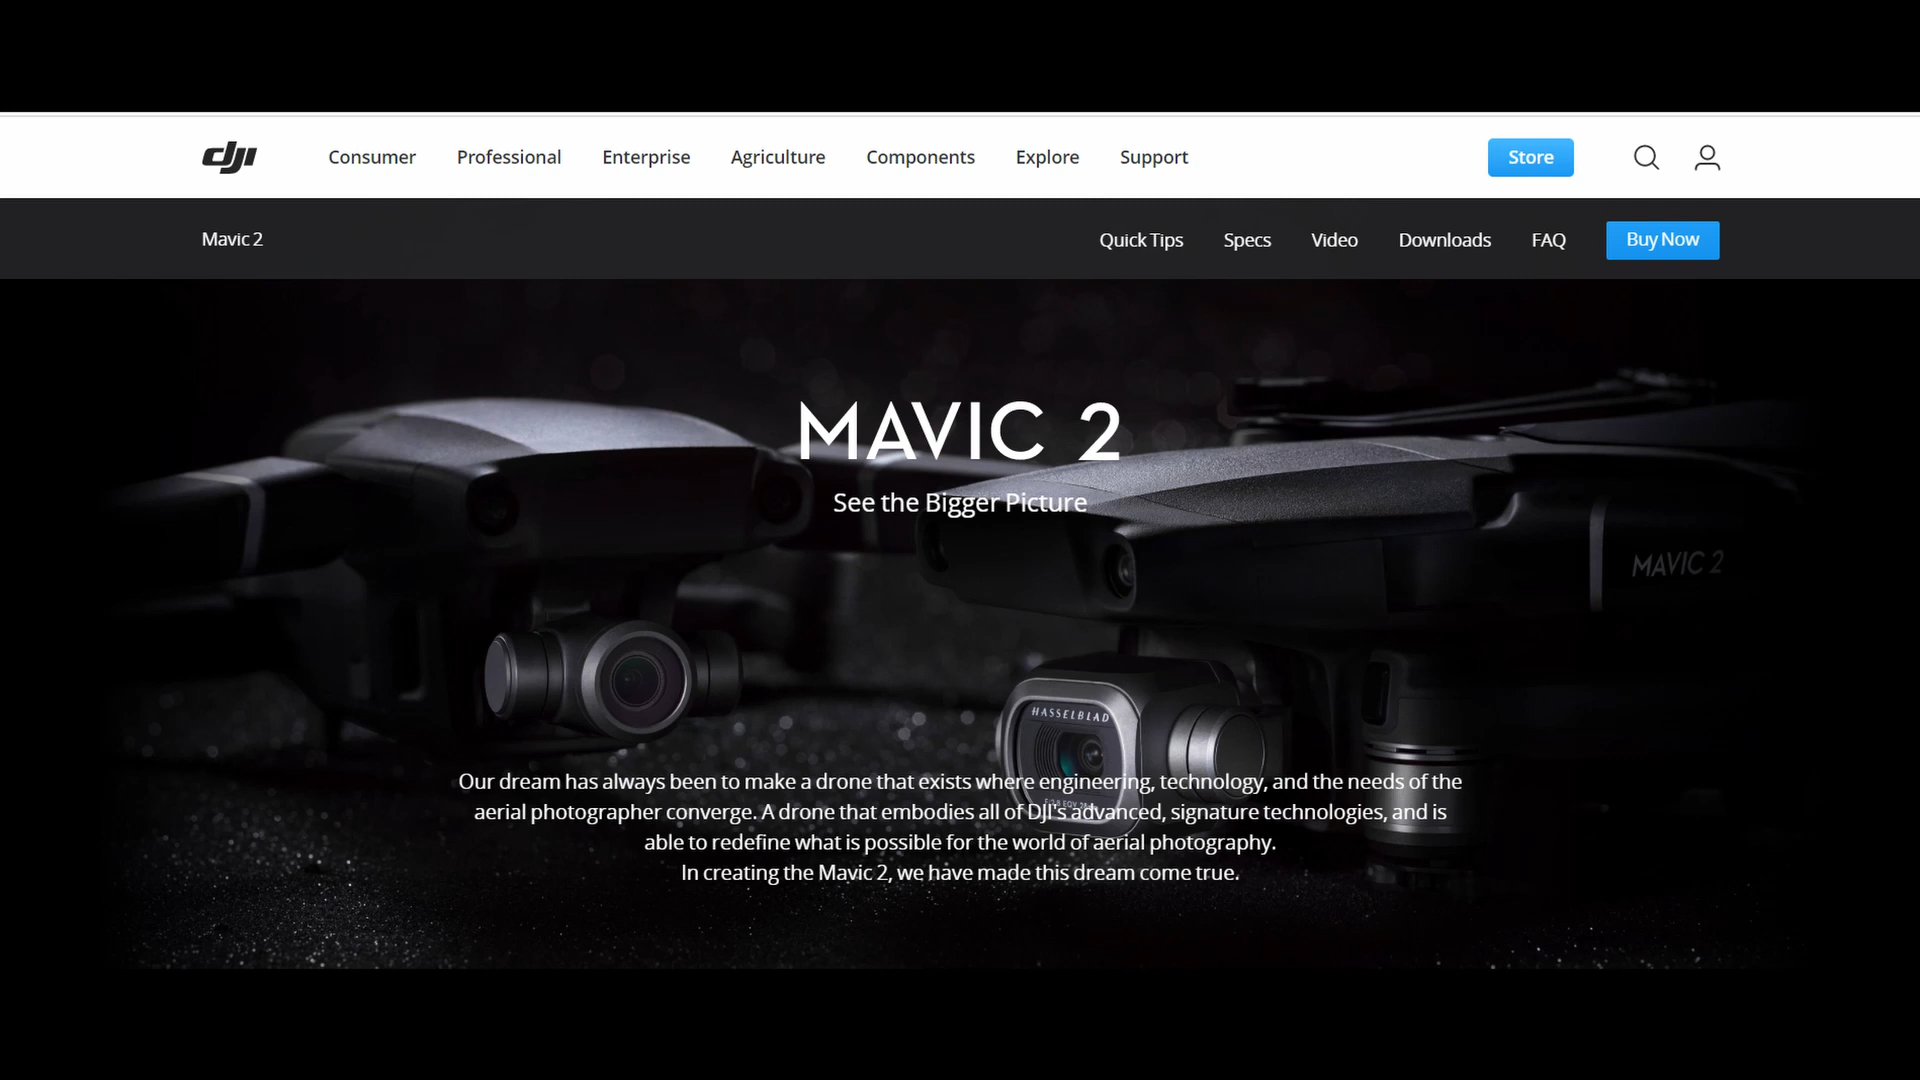 dji
Consumer Professional Enterprise Agriculture Components Explore Support Store
Mavic 2 Quick Tips Specs Video Downloads FAQ Buy Now
MAVIC 2
See the Bigger Picture
MAVIC 2
HASSELBLAD
Our dream has always been to make a drone that exists where engineering, technology, and the needs of the
aerial photographer converge. A drone that embodies all of DJI's advanced, signature technologies, and is
able to redefine what is possible for the world of aerial photography.
In creating the Mavic 2, we have made this dream come true.